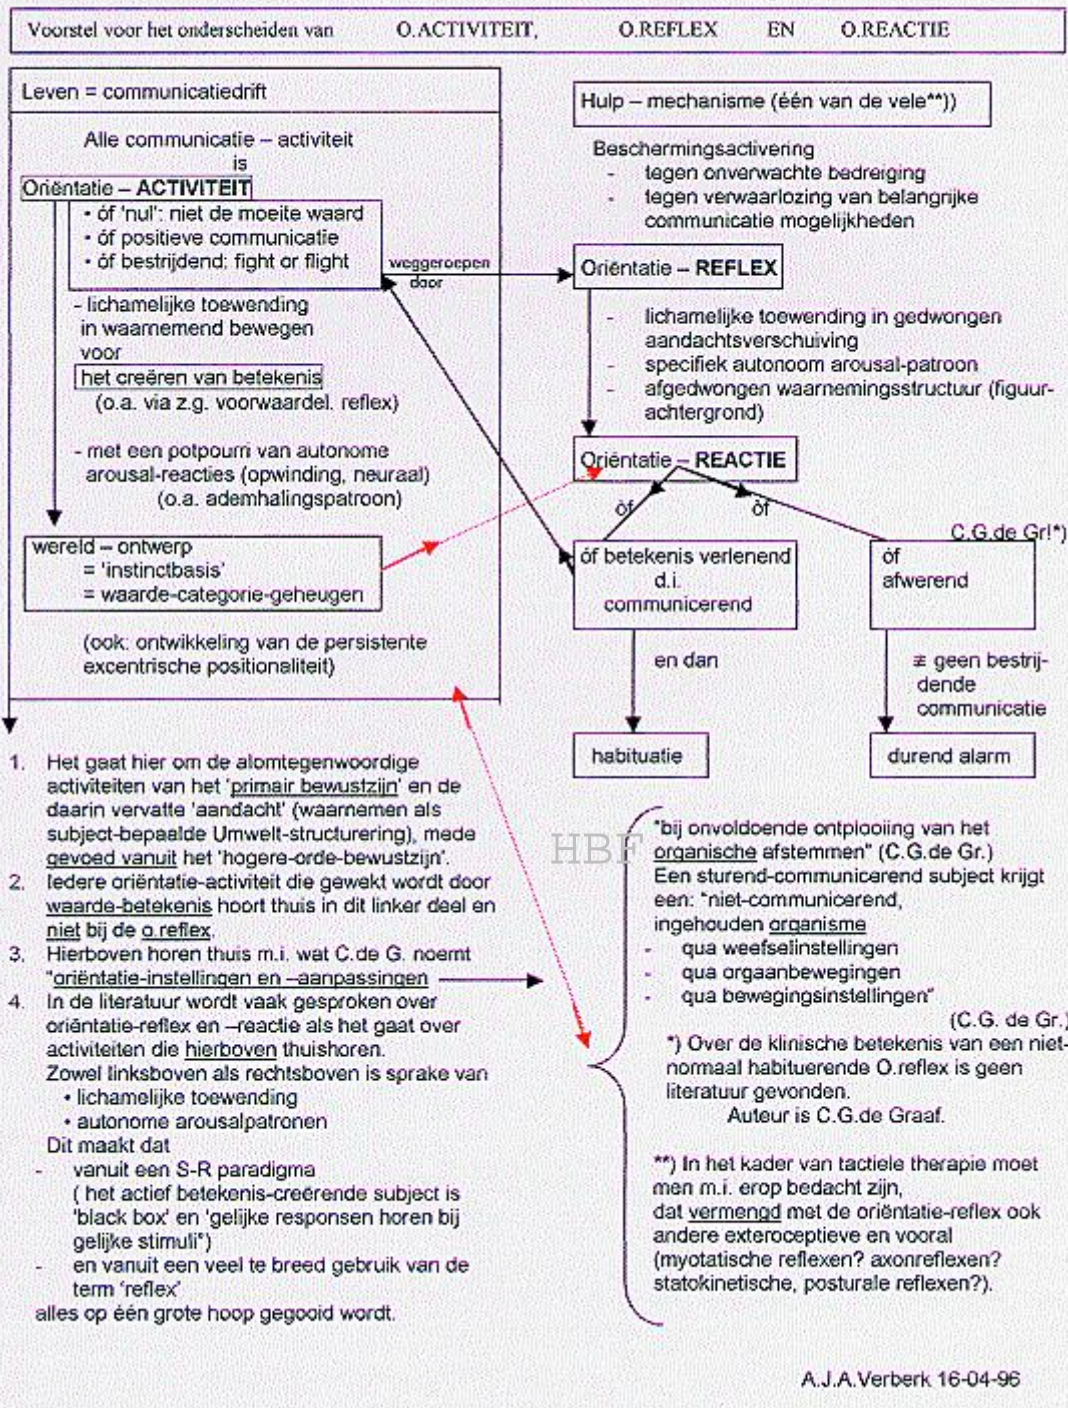 Voorstel voor het onderscheiden van O.ACTIVITEIT, O.REFLEX EN O.REACTIE
Leven = communicatiedrift
Alle communicatie – activiteit
is
Oriëntatie – ACTIVITEIT
• óf 'nul': niet de moeite waard
• óf positieve communicatie
• óf bestrijdend; fight or flight
- lichamelijke toewending
in waarnemend bewegen
voor
het creëren van betekenis
(o.a. via z.g. voorwaardel. reflex)
- met een potpourri van autonome
arousal-reacties (opwinding, neuraal)
(o.a. ademhalingspatroon)
wereld – ontwerp
= 'instinctbasis'
= waarde-categorie-geheugen
(ook: ontwikkeling van de persistente
excentrische positionaliteit)
weggeroepen
door
Hulp – mechanisme (één van de vele**))
Beschermingsactivering
- tegen onverwachte bedreiging
- tegen verwaarlozing van belangrijke
communicatie mogelijkheden
Oriëntatie – REFLEX
- lichamelijke toewending in gedwongen
aandachtsverschuiving
- specifiek autonoom arousal-patroon
- afgedwongen waarnemingsstructuur (figuur-
achtergrond)
Oriëntatie – REACTIE
òf òf
C.G.de Gr!*)
óf betekenis verlenend
d.i.
communicerend
óf
afwerend
en dan
≠ geen bestrij-
dende
communicatie
habituatie
durend alarm
1. Het gaat hier om de alomtegenwoordige
activiteiten van het 'primair bewustzijn' en de
daarin vervatte 'aandacht' (waarnemen als
subject-bepaalde Umwelt-structurering), mede
gevoed vanuit het 'hogere-orde-bewustzijn'.
2. Iedere oriëntatie-activiteit die gewekt wordt door
waarde-betekenis hoort thuis in dit linker deel en
niet bij de o.reflex.
3. Hierboven horen thuis m.i. wat C.de G. noemt
"oriëntatie-instellingen en –aanpassingen
4. In de literatuur wordt vaak gesproken over
oriëntatie-reflex en –reactie als het gaat over
activiteiten die hierboven thuishoren.
Zowel linksboven als rechtsboven is sprake van
• lichamelijke toewending
• autonome arousalpatronen
Dit maakt dat
- vanuit een S-R paradigma
( het actief betekenis-creërende subject is
'black box' en 'gelijke responsen horen bij
gelijke stimuli")
- en vanuit een veel te breed gebruik van de
term 'reflex'
alles op één grote hoop gegooid wordt.
HBF
"bij onvoldoende ontplooiing van het
organische afstemmen" (C.G.de Gr.)
Een sturend-communicerend subject krijgt
een: "niet-communicerend,
ingehouden organisme
- qua weefselinstellingen
- qua orgaanbewegingen
- qua bewegingsinstellingen"
(C.G. de Gr.)
*) Over de klinische betekenis van een niet-
normaal habituerende O.reflex is geen
literatuur gevonden.
Auteur is C.G.de Graaf.
**) In het kader van tactiele therapie moet
men m.i. erop bedacht zijn,
dat vermengd met de oriëntatie-reflex ook
andere exteroceptieve en vooral
(myotatische reflexen? axonreflexen?
statokinetische, posturale reflexen?).
A.J.A.Verberk 16-04-96